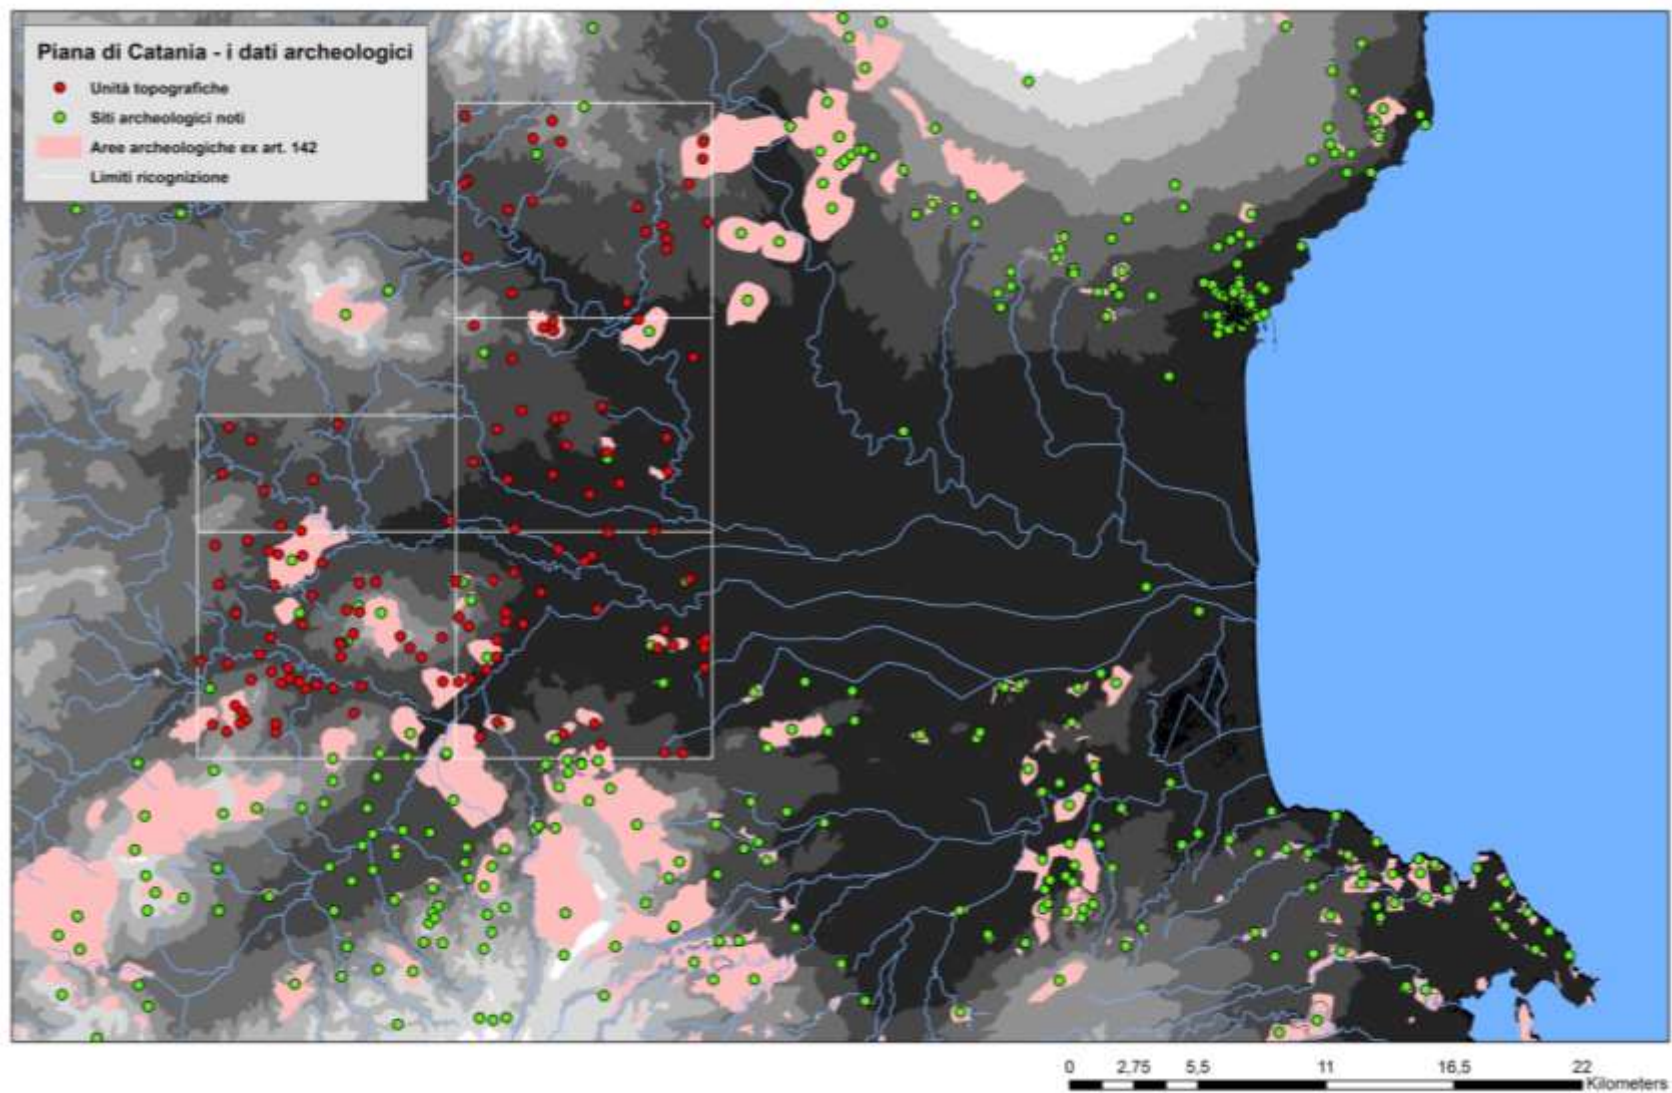 Piana di Catania - i dati archeologici
Unità topografiche
Siti archeologici noti
Aree archeologiche ex art. 142
Limiti ricognizione
0 2,75 5,5 11 16,5 22
Kilometers